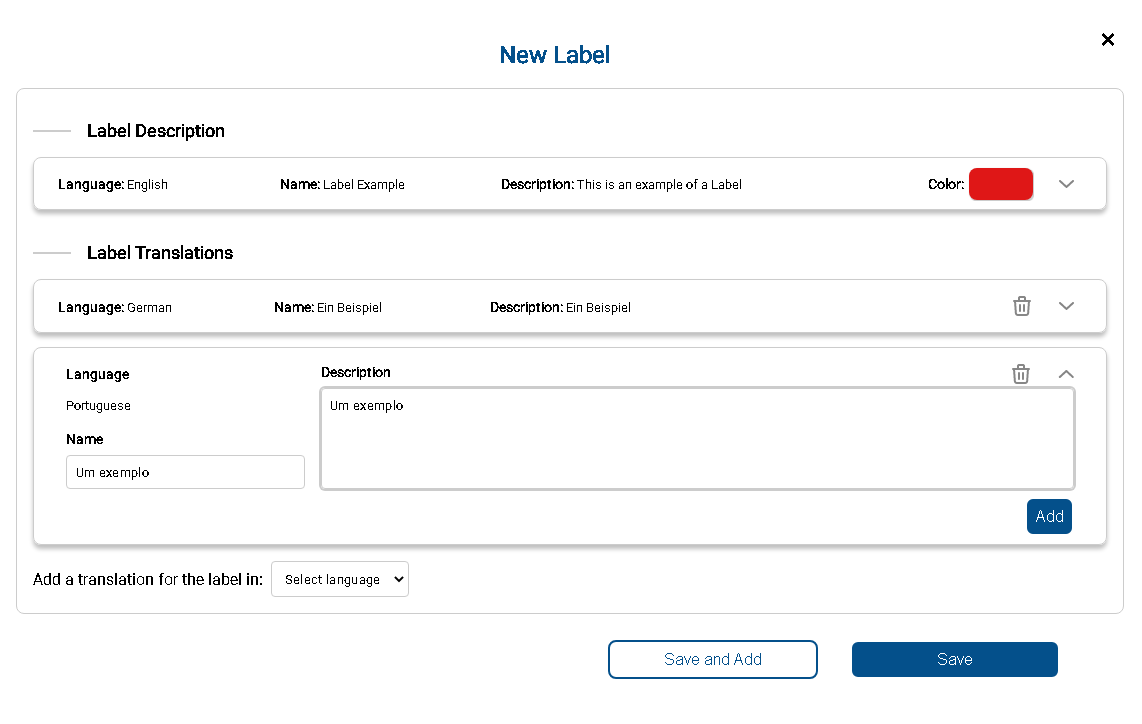 New Label
Label Description
Language: English Name: Label Example Description: This is an example of a Label Color:
Label Translations
Language: German Name: Ein Beispiel Description: Ein Beispiel
Language Description
Portuguese Um exemplo
Name
Um exemplo
Add
Add a translation for the label in: Select language
Save and Add Save